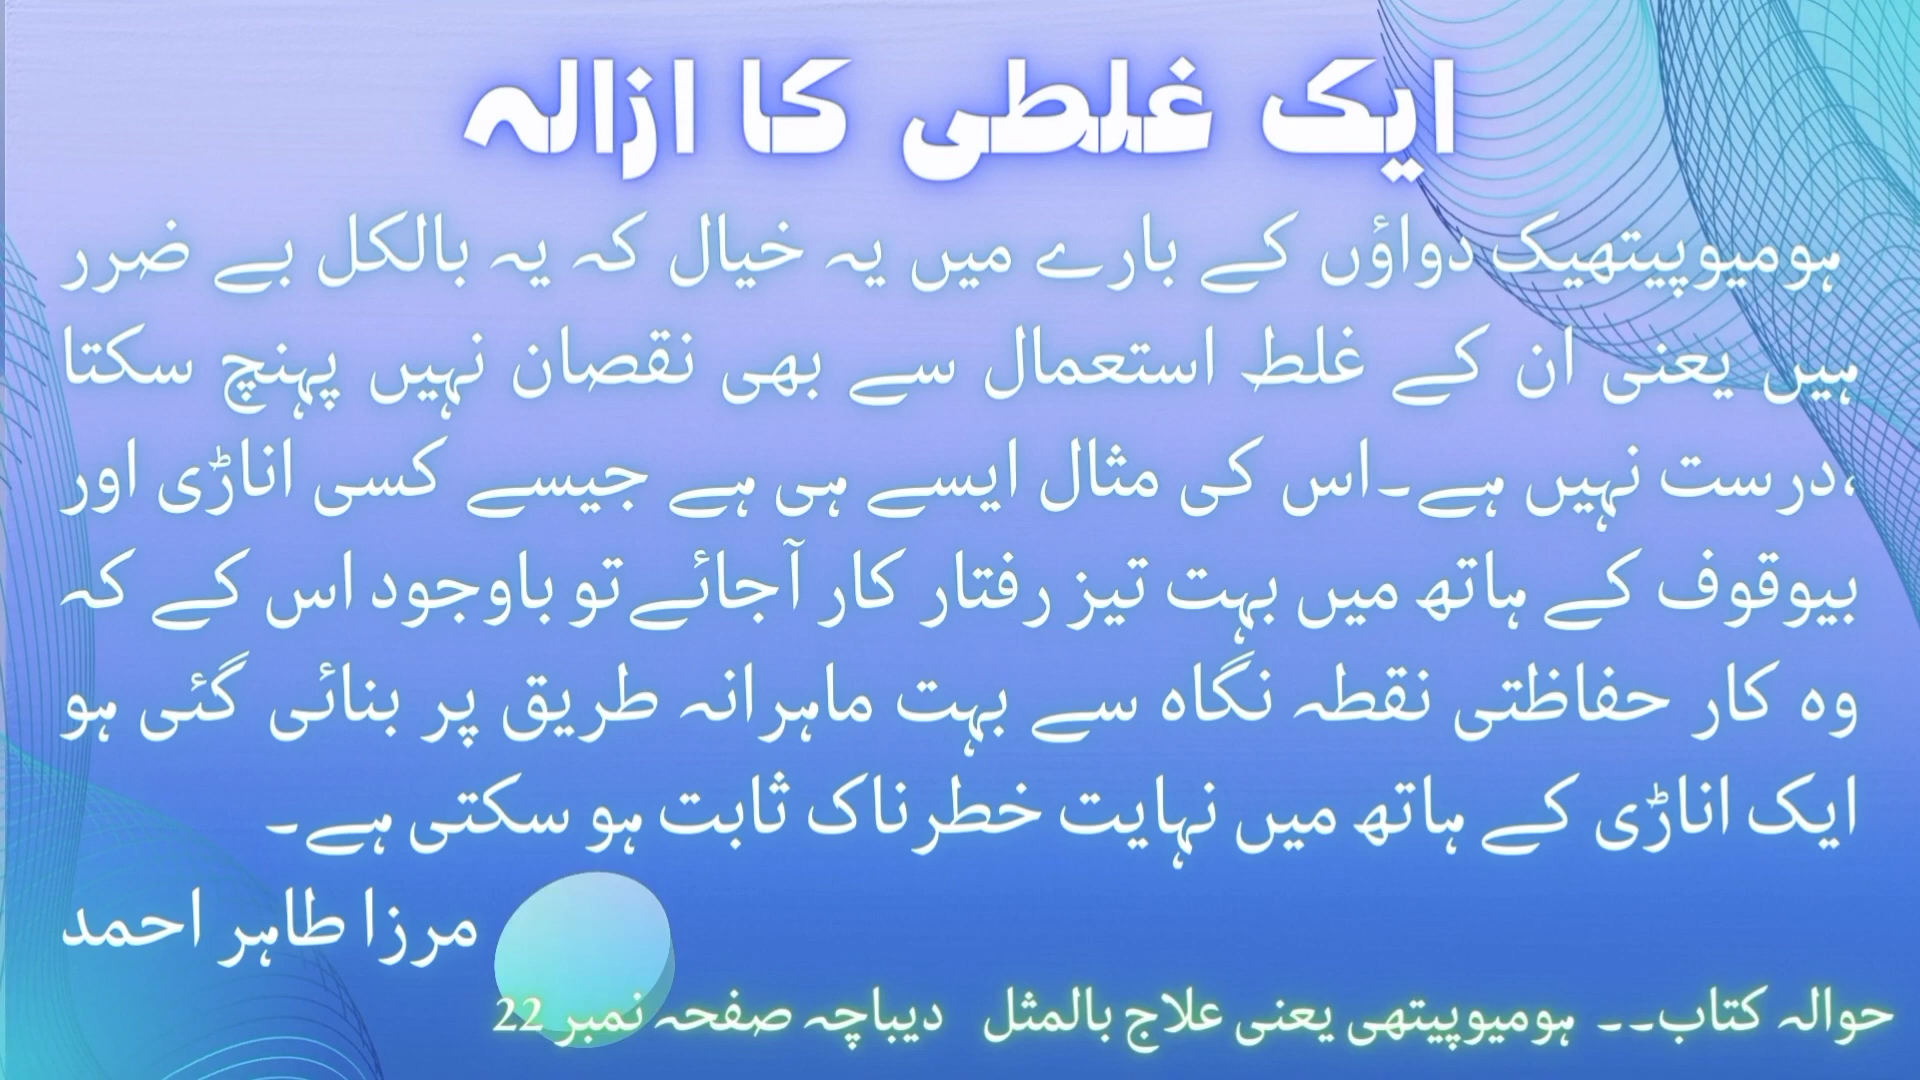 ایک غلطی کا ازالہ
ہومیوپیتھیک دواؤں کے بارے میں یہ خیال کہ یہ بالکل بے ضرر
ہیں یعنی ان کے غلط استعمال سے بھی نقصان نہیں پہنچ سکتا
،درست نہیں ہے۔اس کی مثال ایسے ہی ہے جیسے کسی اناڑی اور
بیوقوف کے ہاتھ میں بہت تیز رفتار کار آجائے تو باوجود اس کے کہ
وہ کار حفاظتی نقطہ نگاہ سے بہت ماہرانہ طریق پر بنائی گئی ہو
ایک اناڑی کے ہاتھ میں نہایت خطرناک ثابت ہو سکتی ہے۔
مرزا طاہر احمد
حوالہ کتاب۔۔ ہومیوپیتھی یعنی علاج بالمثل دیباچہ صفحہ نمبر 22